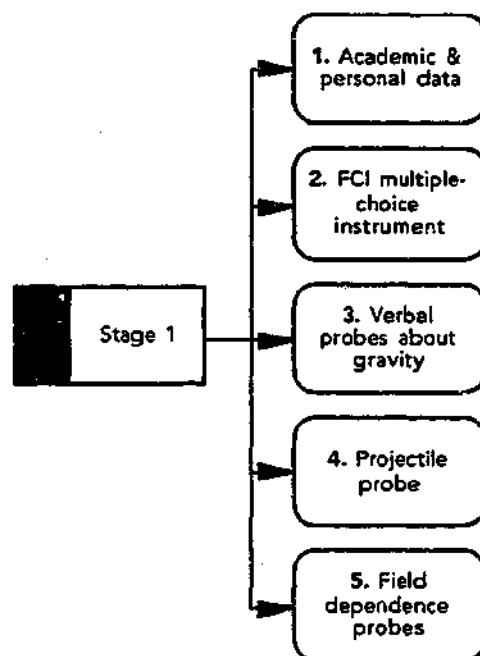 1. Academic &
personal data
2. FCI multiple-
choice
instrument
Stage 1
3. Verbal
probes about
gravity
4. Projectile
probe
5. Field
dependence
probes